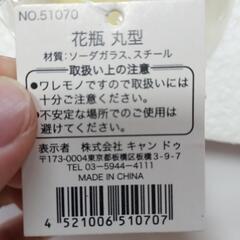 NO.51070
花瓶 丸型
材質：ソーダガラス、スチール
取扱い上の注意
●ワレモノですので取扱いには
十分ご注意ください。
●不安定な場所でのご使用は
避けてください。
表示者 株式会社 キャン ドゥ
〒173-0004東京都板橋区板橋3-9-7
TEL 03-5944-4111
MADE IN CHINA
4 521006 510707